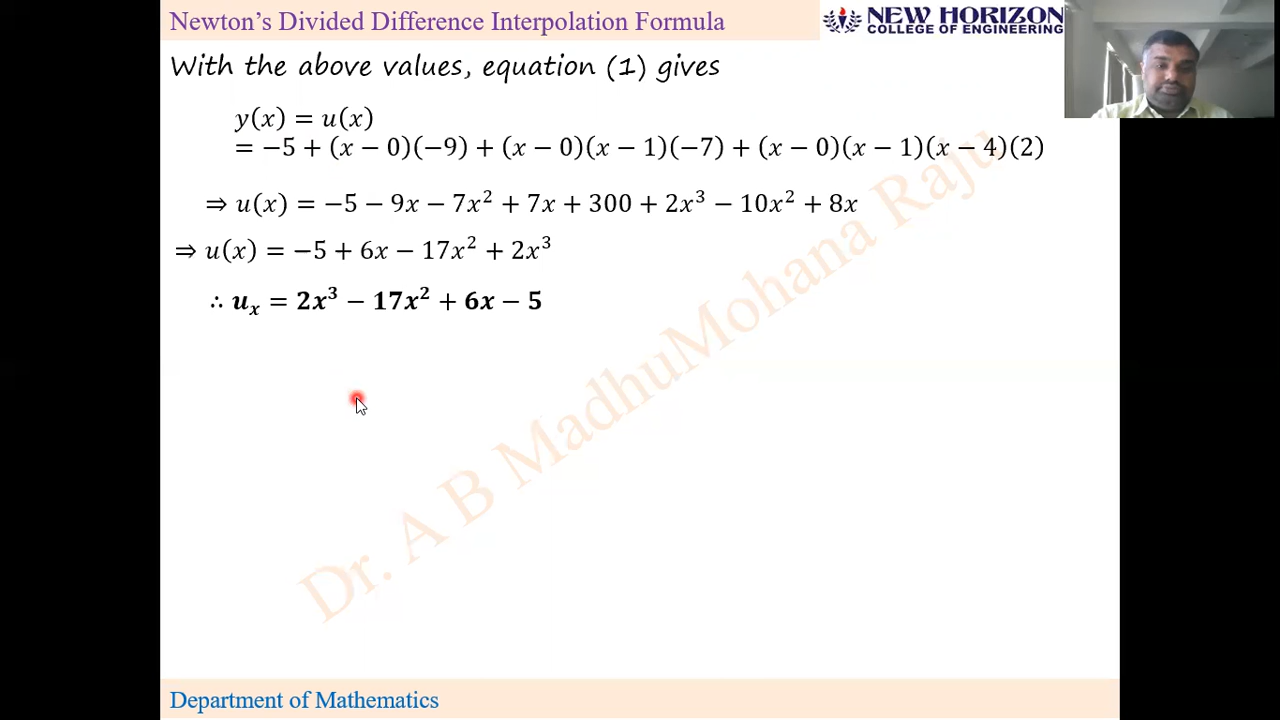 Newton's Divided Difference Interpolation Formula
NEW HORIZON
COLLEGE OF ENGINEERING
With the above values, equation (1) gives
y(x) = u(x)
= −5 + (x − 0)(−9) + (x − 0)(x − 1)(−7) + (x − 0)(x − 1)(x − 4)(2)
⇒ u(x) = −5 − 9x − 7x² + 7x + 300 + 2x³ − 10x² + 8x
⇒ u(x) = −5 + 6x − 17x² + 2x³
∴ uₓ = 2x³ − 17x² + 6x − 5
Dr. A B MadhuMohana Raju
Department of Mathematics